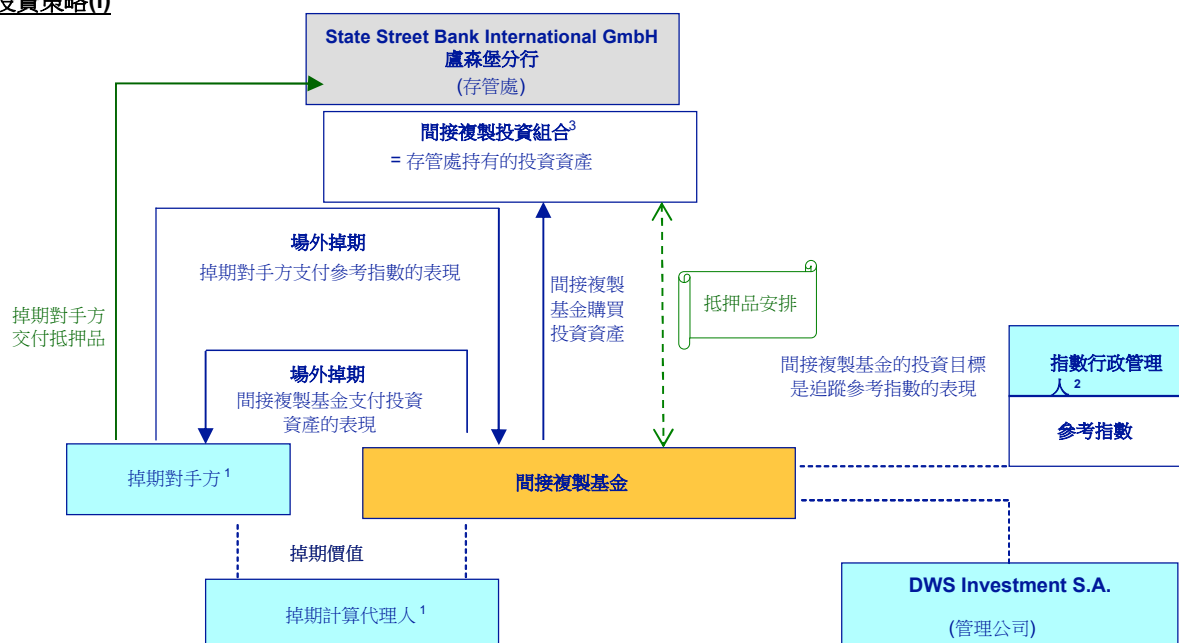 投資策略(i)
State Street Bank International GmbH
盧森堡分行
(存管處)
間接複製投資組合3
= 存管處持有的投資資產
場外掉期
掉期對手方支付參考指數的表現
間接複製
基金購買
投資資產
抵押品安排
掉期對手方
交付抵押品
場外掉期
間接複製基金支付投資
資產的表現
間接複製基金的投資目標
是追蹤參考指數的表現
指數行政管理
人 2
參考指數
掉期對手方 1
間接複製基金
掉期價值
掉期計算代理人 1
DWS Investment S.A.
(管理公司)